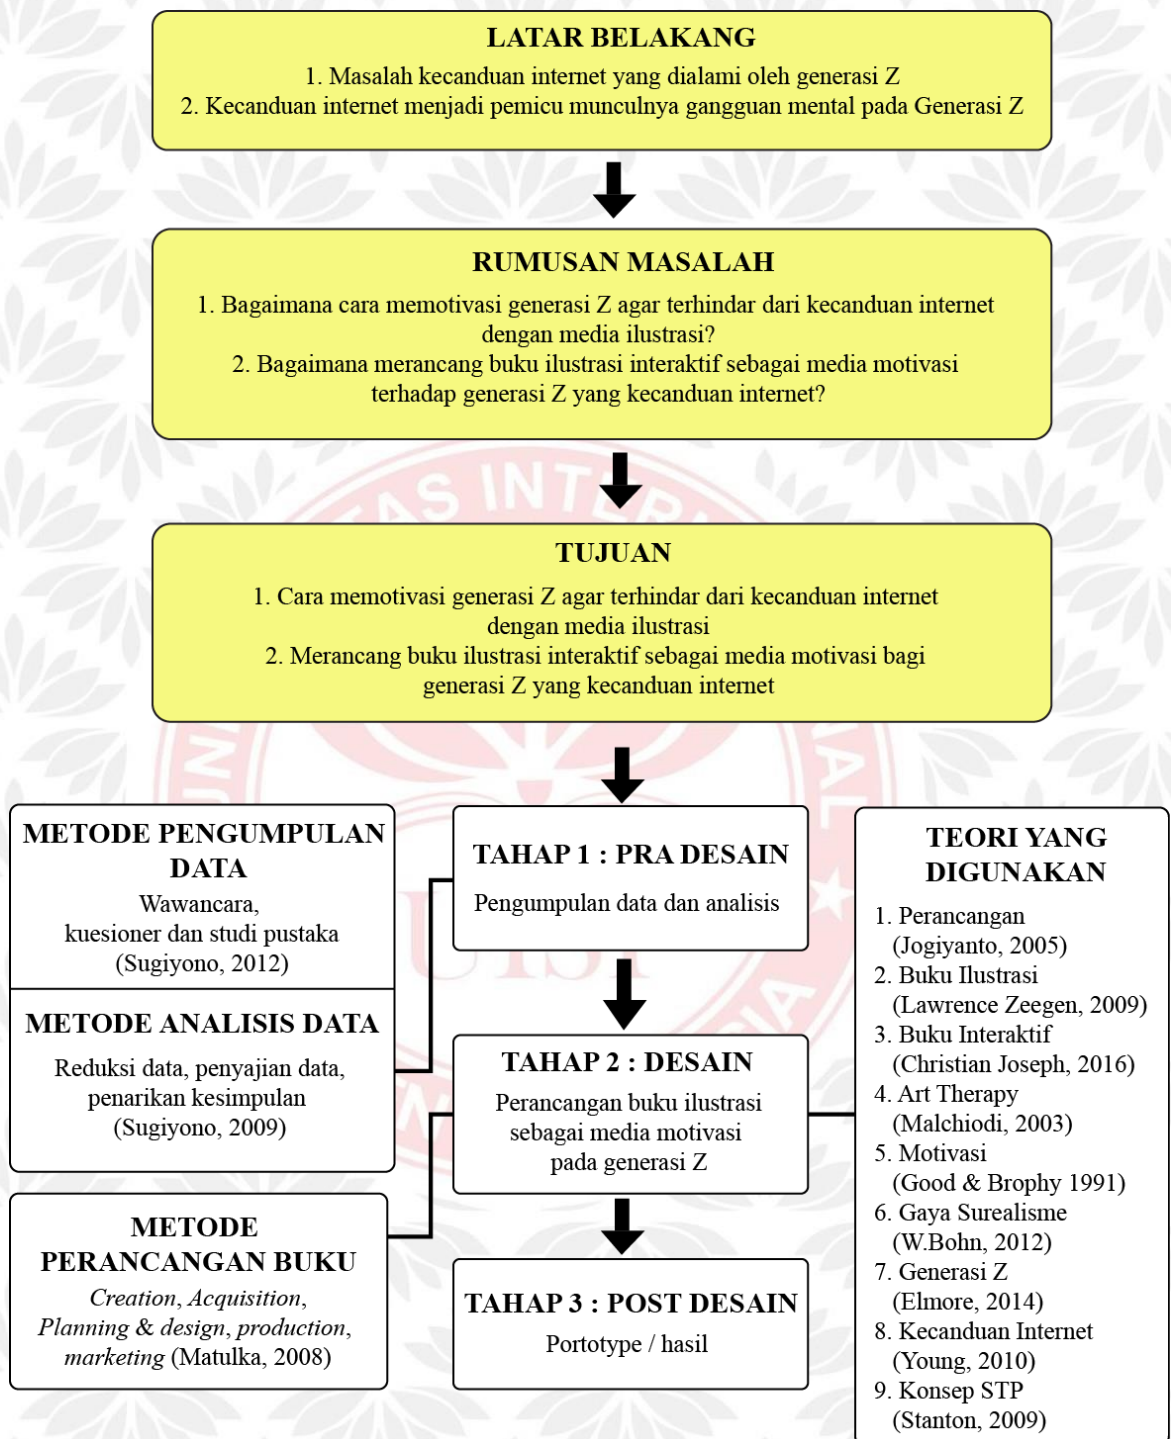 LATAR BELAKANG
1. Masalah kecanduan internet yang dialami oleh generasi Z
2. Kecanduan internet menjadi pemicu munculnya gangguan mental pada Generasi Z
RUMUSAN MASALAH
1. Bagaimana cara memotivasi generasi Z agar terhindar dari kecanduan internet
dengan media ilustrasi?
2. Bagaimana merancang buku ilustrasi interaktif sebagai media motivasi
terhadap generasi Z yang kecanduan internet?
TUJUAN
1. Cara memotivasi generasi Z agar terhindar dari kecanduan internet
dengan media ilustrasi
2. Merancang buku ilustrasi interaktif sebagai media motivasi bagi
generasi Z yang kecanduan internet
METODE PENGUMPULAN
DATA
Wawancara,
kuesioner dan studi pustaka
(Sugiyono, 2012)
METODE ANALISIS DATA
Reduksi data, penyajian data,
penarikan kesimpulan
(Sugiyono, 2009)
METODE
PERANCANGAN BUKU
Creation, Acquisition,
Planning & design, production,
marketing (Matulka, 2008)
TAHAP 1 : PRA DESAIN
Pengumpulan data dan analisis
TAHAP 2 : DESAIN
Perancangan buku ilustrasi
sebagai media motivasi
pada generasi Z
TAHAP 3 : POST DESAIN
Portotype / hasil
TEORI YANG
DIGUNAKAN
1. Perancangan
(Jogiyanto, 2005)
2. Buku Ilustrasi
(Lawrence Zeegen, 2009)
3. Buku Interaktif
(Christian Joseph, 2016)
4. Art Therapy
(Malchiodi, 2003)
5. Motivasi
(Good & Brophy 1991)
6. Gaya Surealisme
(W.Bohn, 2012)
7. Generasi Z
(Elmore, 2014)
8. Kecanduan Internet
(Young, 2010)
9. Konsep STP
(Stanton, 2009)